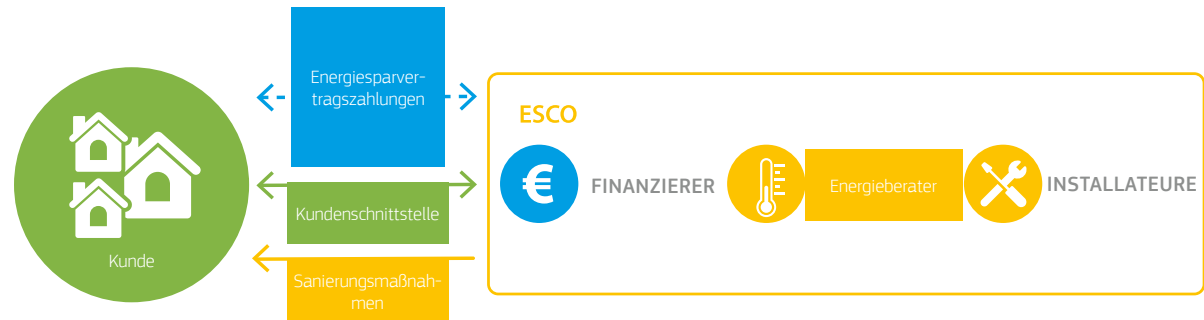 Energiesparver-
tragszahlungen
ESCO
€
FINANZIERER
Energieberater
INSTALLATEURE
Kundenschnittstelle
Kunde
Sanierungsmaßnah-
men